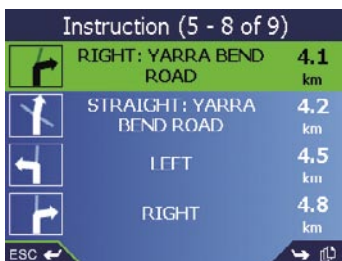 Instruction (5 - 8 of 9)
RIGHT: YARRA BEND 4.1
ROAD km
STRAIGHT: YARRA 4.2
BEND ROAD km
LEFT 4.5
km
RIGHT 4.8
km
ESC